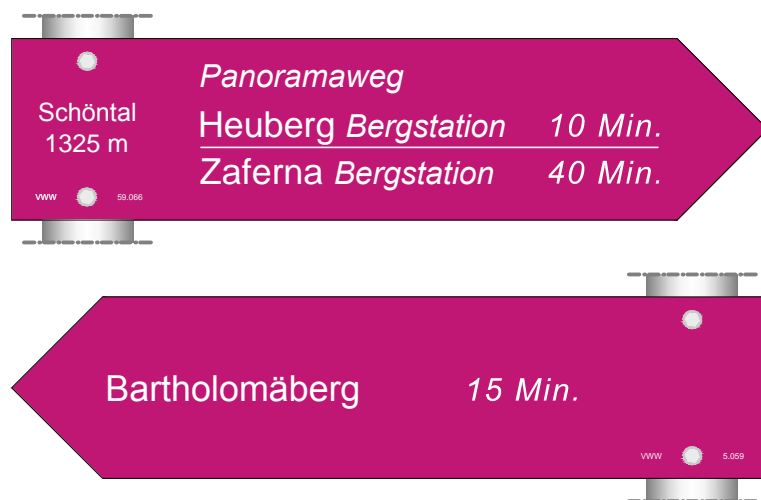 Schöntal
1325 m
VWW 59.066
Panoramaweg
Heuberg Bergstation 10 Min.
Zaferna Bergstation 40 Min.
Bartholomäberg 15 Min.
VWW 5.059